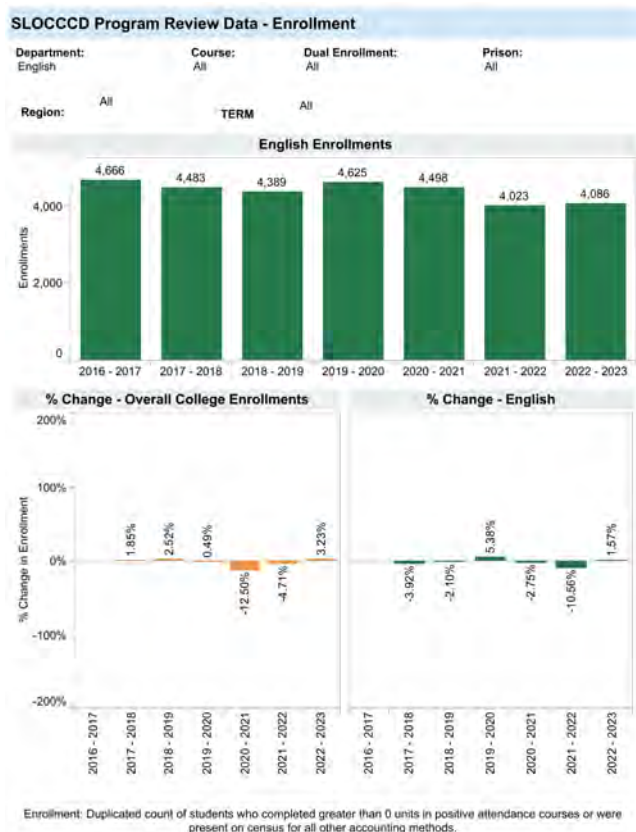 SLOCCCD Program Review Data - Enrollment
Department: Course: Dual Enrollment: Prison:
English All All All
Region: All TERM All
English Enrollments
4,666 4,483 4,389 4,625 4,498 4,023 4,086
Enrollments
4,000
2,000
0
2016 - 2017 2017 - 2018 2018 - 2019 2019 - 2020 2020 - 2021 2021 - 2022 2022 - 2023
% Change - Overall College Enrollments
% Change in Enrollment
200%
100%
0%
-100%
-200%
1.85% 2.52% 0.49% -12.50% -4.71% 3.23%
2016 - 2017 2017 - 2018 2018 - 2019 2019 - 2020 2020 - 2021 2021 - 2022 2022 - 2023
% Change - English
-3.92% -2.10% 5.38% -2.75% -10.56% 1.57%
2016 - 2017 2017 - 2018 2018 - 2019 2019 - 2020 2020 - 2021 2021 - 2022 2022 - 2023
Enrollment: Duplicated count of students who completed greater than 0 units in positive attendance courses or were
present on census for all other accounting methods.